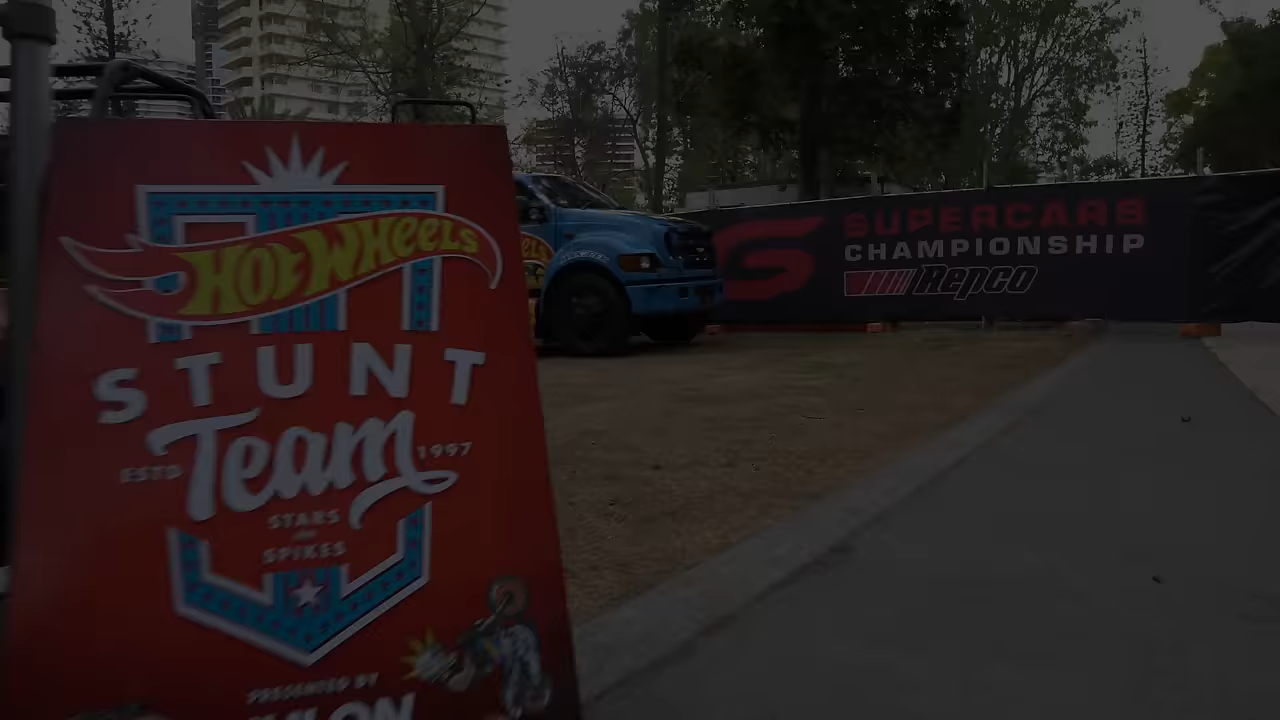 HOT WHEELS
STUNT
Team
ESTD
1997
STARS
SPIKES
PRESENTED BY
SUPERCARS
CHAMPIONSHIP
Repco